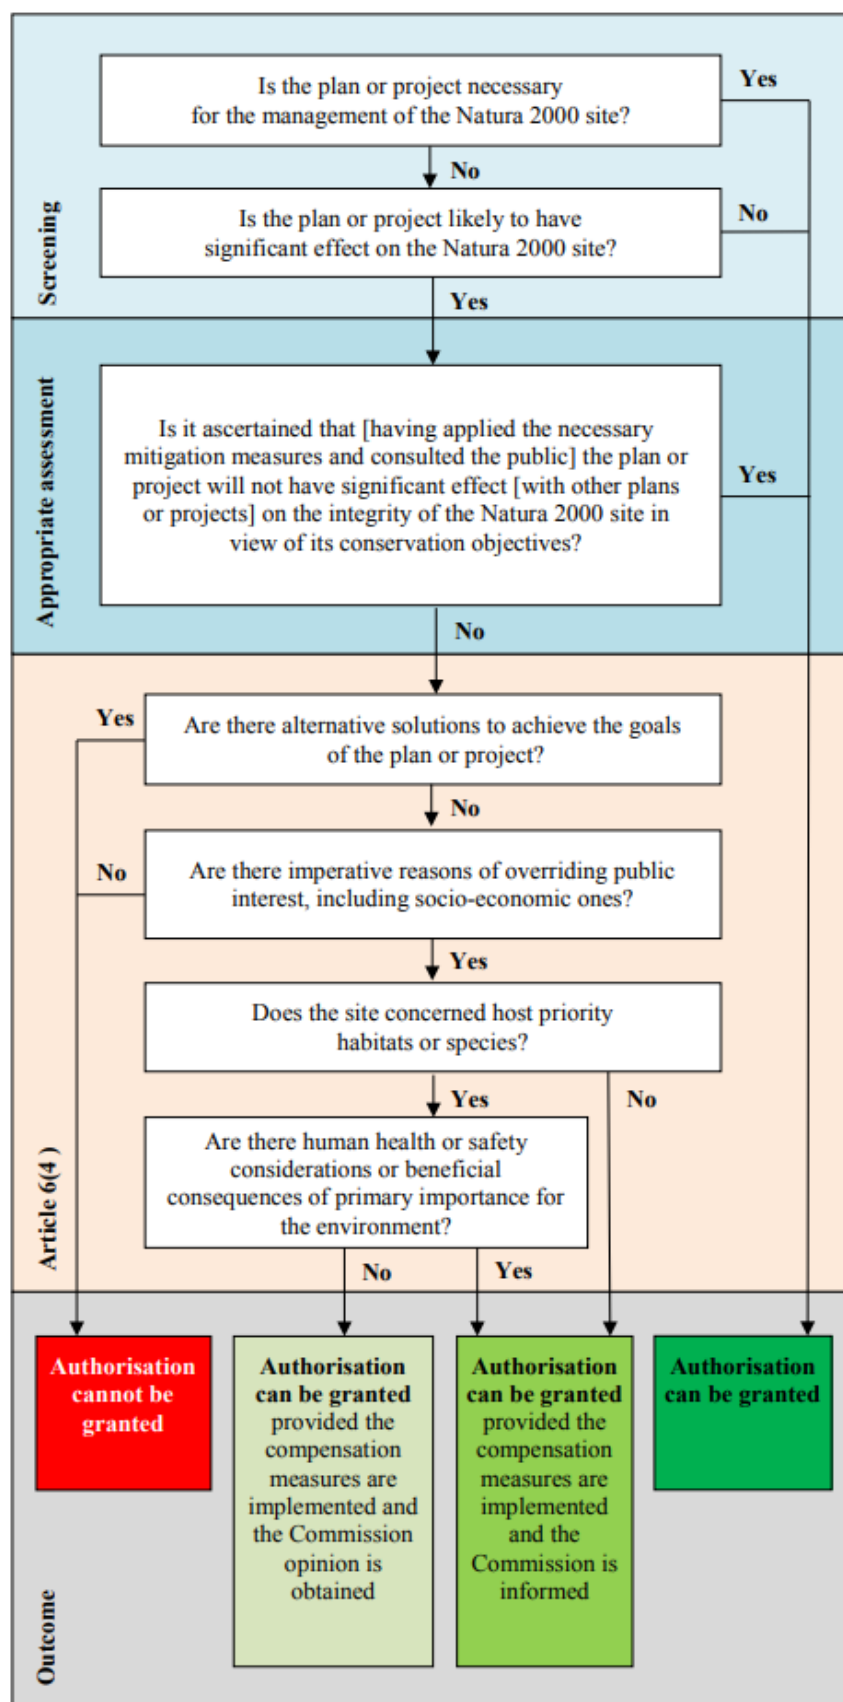 Is the plan or project necessary
for the management of the Natura 2000 site?
Yes
No
Is the plan or project likely to have
significant effect on the Natura 2000 site?
No
Yes
Screening
Is it ascertained that [having applied the necessary
mitigation measures and consulted the public] the plan or
project will not have significant effect [with other plans
or projects] on the integrity of the Natura 2000 site in
view of its conservation objectives?
Yes
No
Appropriate assessment
Are there alternative solutions to achieve the goals
of the plan or project?
Yes
No
Are there imperative reasons of overriding public
interest, including socio-economic ones?
No
Yes
Does the site concerned host priority
habitats or species?
Yes
No
Are there human health or safety
considerations or beneficial
consequences of primary importance for
the environment?
No
Yes
Article 6(4 )
Authorisation
cannot be
granted
Authorisation
can be granted
provided the
compensation
measures are
implemented and
the Commission
opinion is
obtained
Authorisation
can be granted
provided the
compensation
measures are
implemented
and the
Commission is
informed
Authorisation
can be granted
Outcome